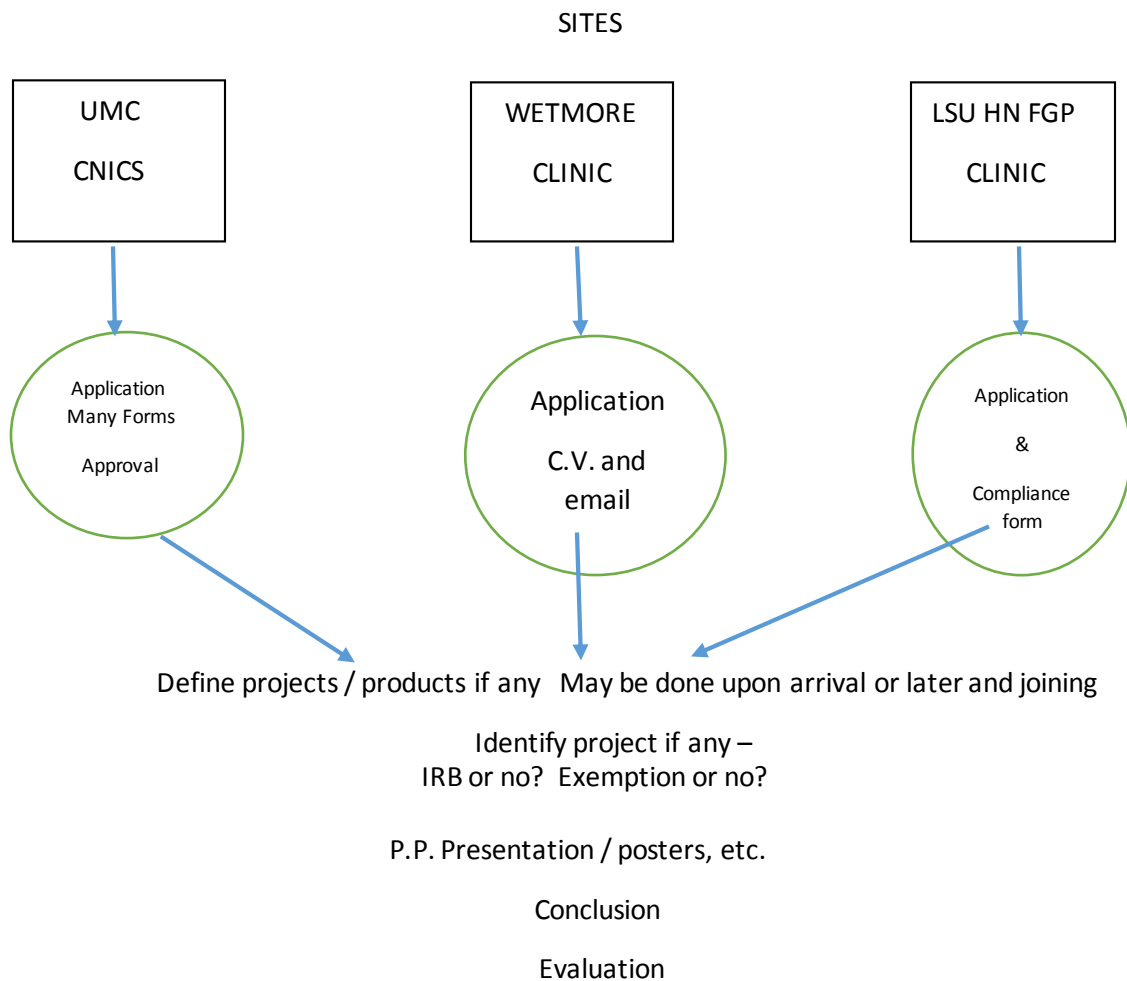 SITES
UMC
CNICS
WETMORE
CLINIC
LSU HN FGP
CLINIC
Application
Many Forms
Approval
Application
C.V. and
email
Application
&
Compliance
form
Define projects / products if any   May be done upon arrival or later and joining
Identify project if any –
IRB or no?  Exemption or no?
P.P. Presentation / posters, etc.
Conclusion
Evaluation